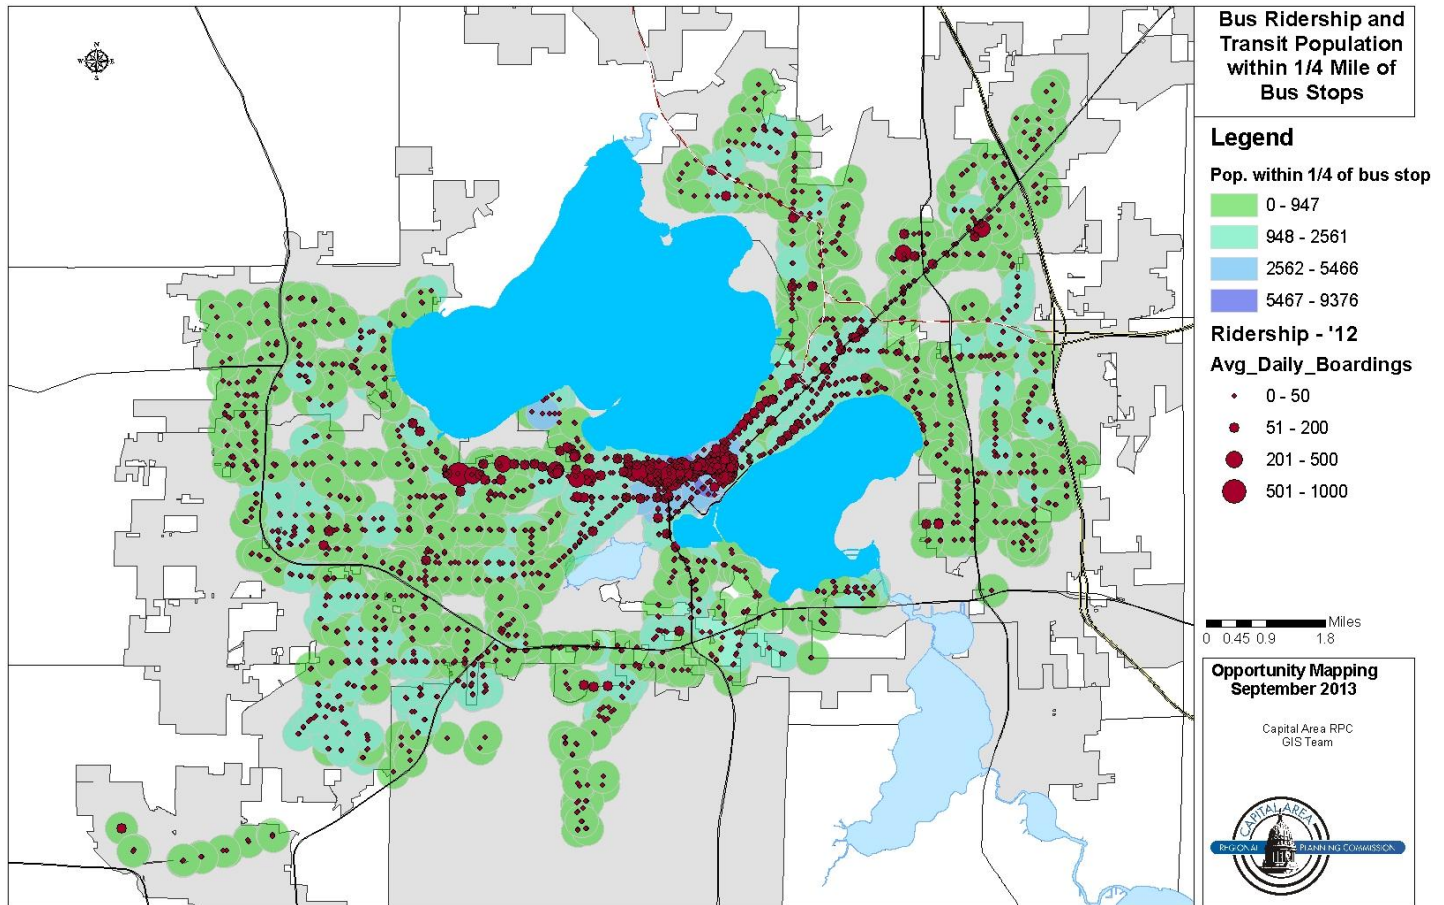 N
W E
S
Bus Ridership and
Transit Population
within 1/4 Mile of
Bus Stops
Legend
Pop. within 1/4 of bus stop
0 - 947
948 - 2561
2562 - 5466
5467 - 9376
Ridership - '12
Avg_Daily_Boardings
0 - 50
51 - 200
201 - 500
501 - 1000
Miles
0 0.45 0.9 1.8
Opportunity Mapping
September 2013
Capital Area RPC
GIS Team
CAPITAL AREA
REGIONAL PLANNING COMMISSION